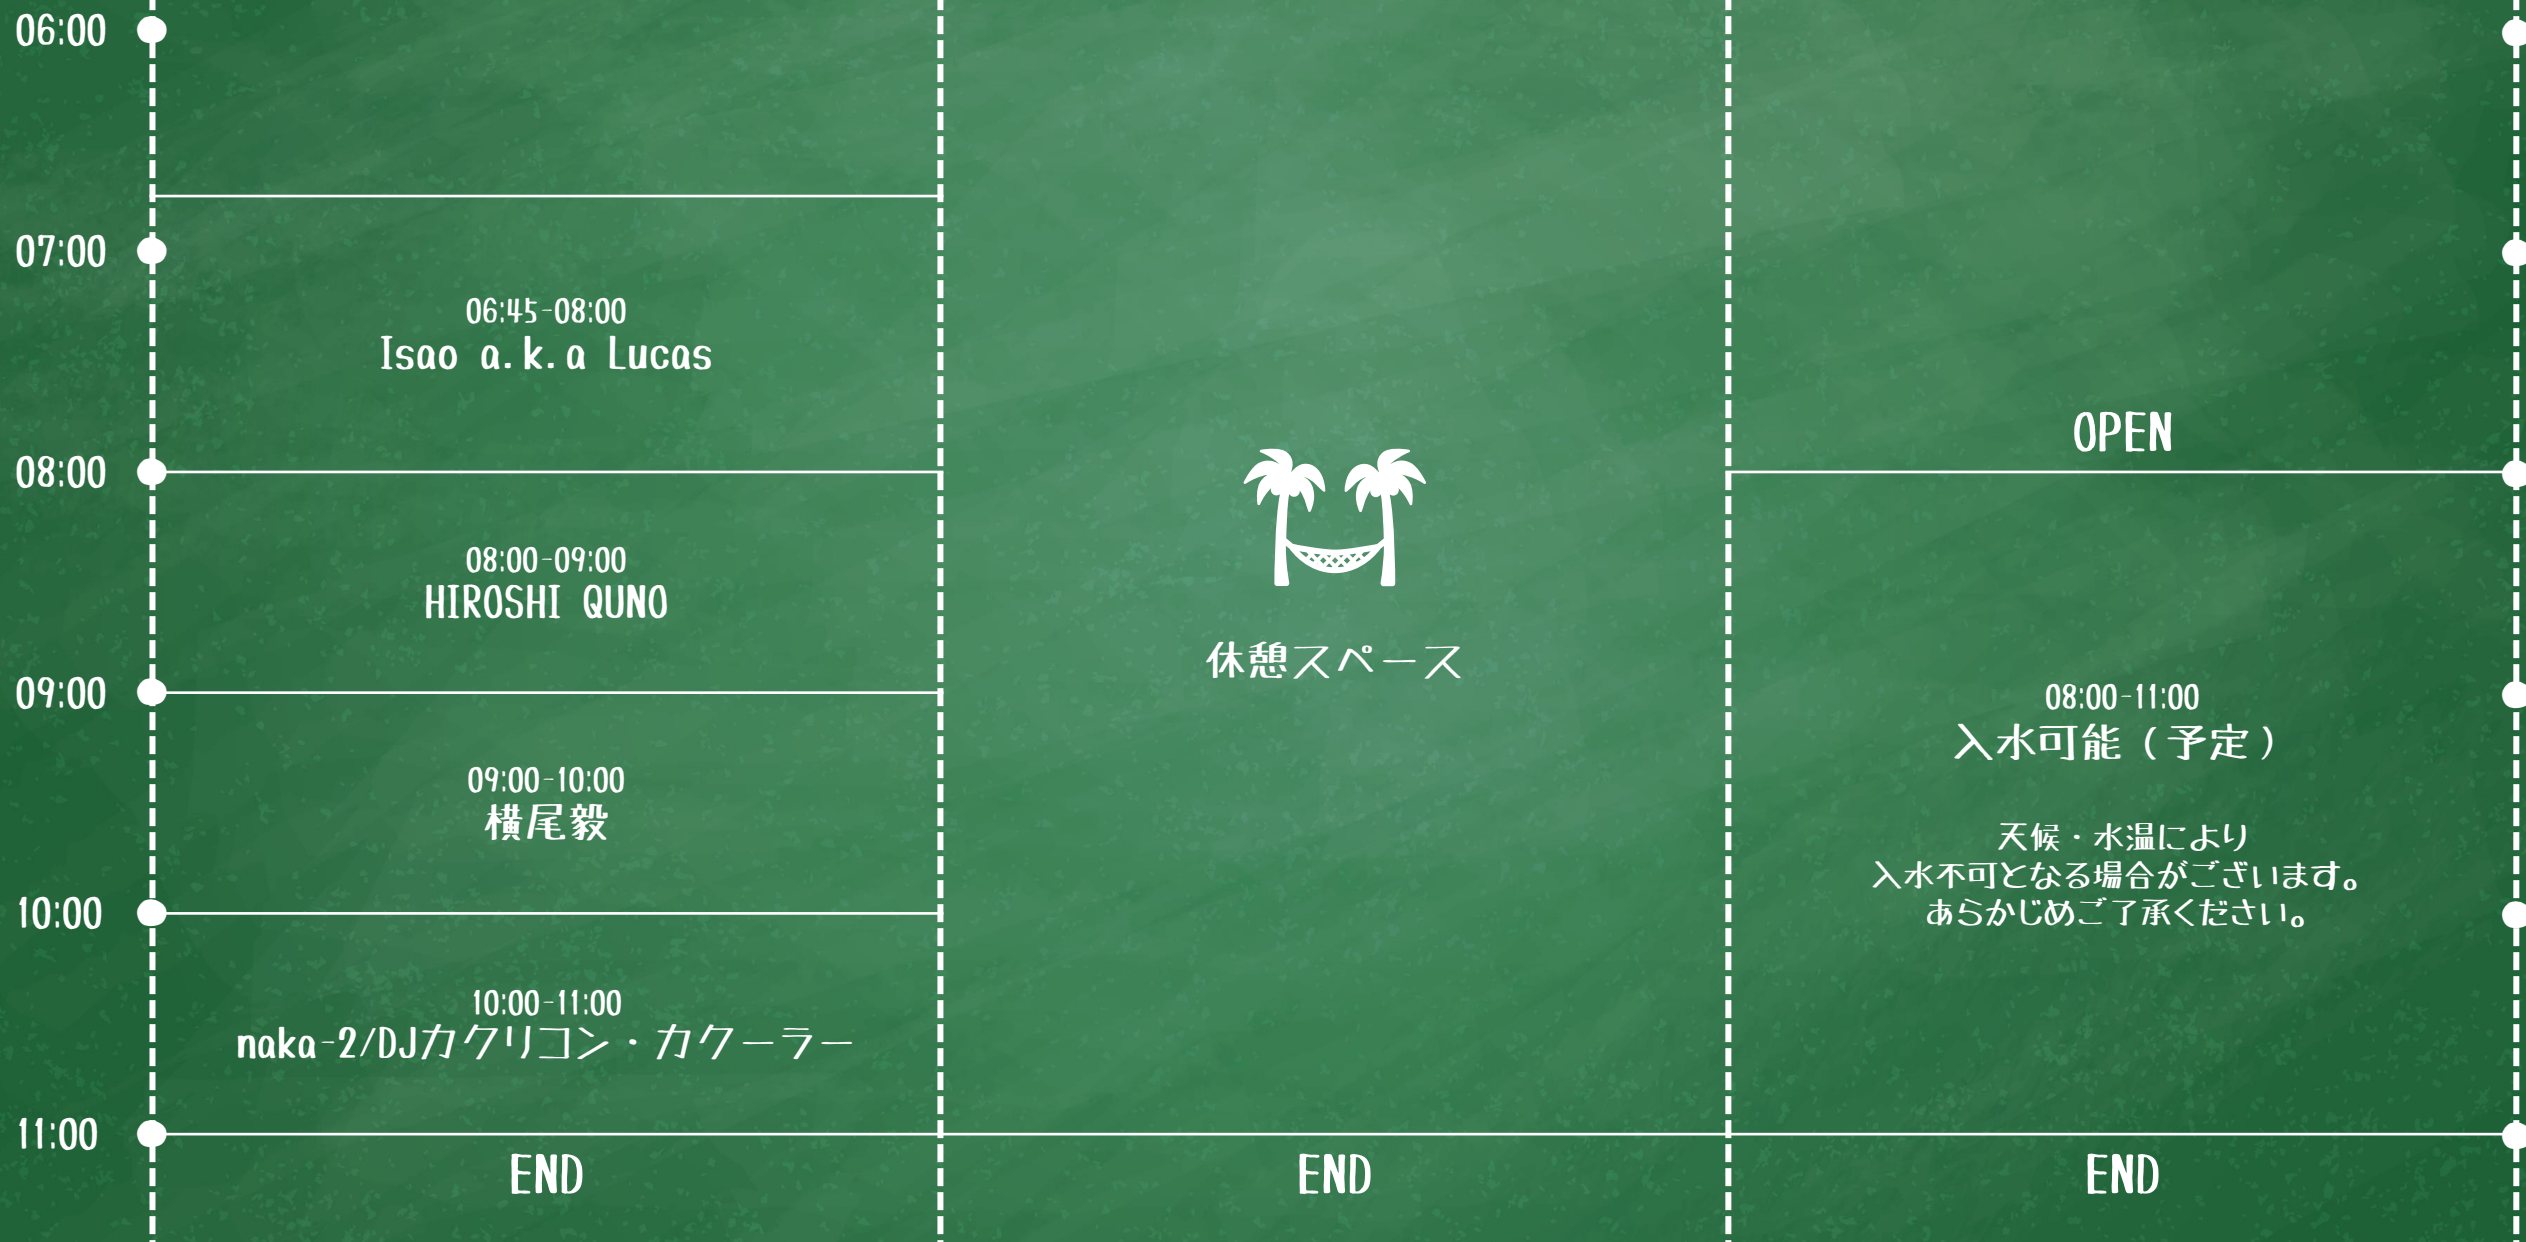 06:00
07:00
06:45-08:00
Isao a.k.a Lucas
OPEN
08:00
08:00-09:00
HIROSHI QUNO
休憩スペース
09:00
08:00-11:00
入水可能（予定）
09:00-10:00
横尾毅
天候・水温により
入水不可となる場合がございます。
あらかじめご了承ください。
10:00
10:00-11:00
naka-2/DJカクリコン・カクーラー
11:00
END
END
END